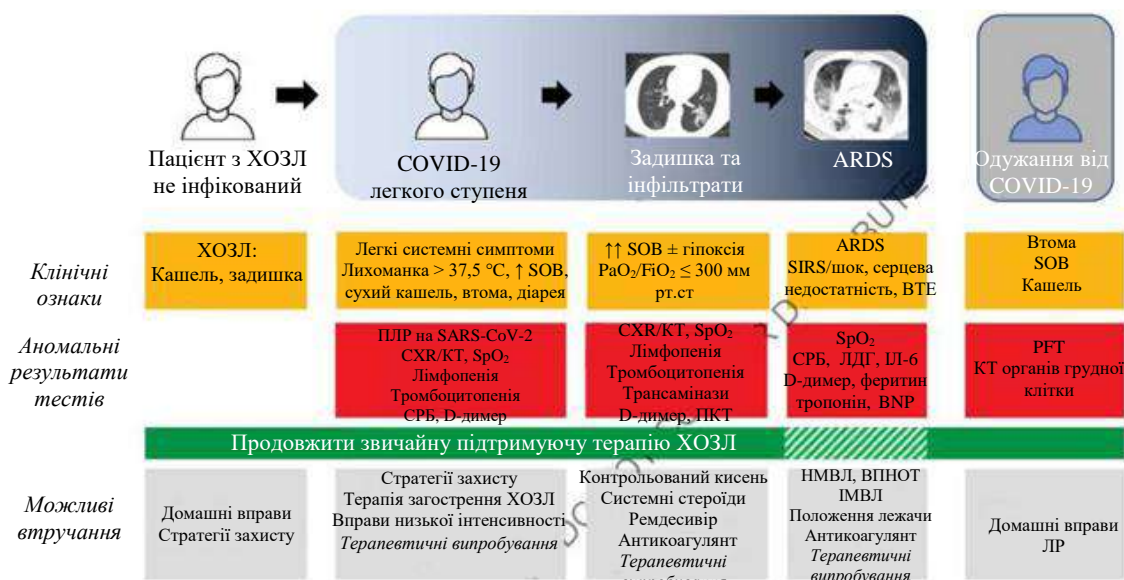 Пацієнт з ХОЗЛ
не інфікований
COVID-19
легкого ступеня
Задишка та
інфільтрати
ARDS
Одужання від
COVID-19
Клінічні
ознаки
ХОЗЛ:
Кашель, задишка
Легкі системні симптоми
Лихоманка > 37,5 °C, ↑ SOB,
сухий кашель, втома, діарея
↑↑ SOB ± гіпоксія
PaO₂/FiO₂ ≤ 300 мм
рт.ст
ARDS
SIRS/шок, серцева
недостатність, ВТЕ
Втома
SOB
Кашель
Аномальні
результати
тестів
ПЛР на SARS-CoV-2
CXR/КТ, SpO₂
Лімфопенія
Тромбоцитопенія
СРБ, D-димер
CXR/КТ, SpO₂
Лімфопенія
Тромбоцитопенія
Трансамінази
D-димер, ПКТ
SpO₂
СРБ, ЛДГ, ІЛ-6
D-димер, феритин
тропонін, BNP
PFT
КТ органів грудної
клітки
Продовжити звичайну підтримуючу терапію ХОЗЛ
Можливі
втручання
Домашні вправи
Стратегії захисту
Стратегії захисту
Терапія загострення ХОЗЛ
Вправи низької інтенсивності
Терапевтичні випробування
Контрольований кисень
Системні стероїди
Ремдесивір
Антикоагулянт
Терапевтичні
НМВЛ, ВПНОТ
ІМВЛ
Положення лежачи
Антикоагулянт
Терапевтичні
випробування
Домашні вправи
ЛР